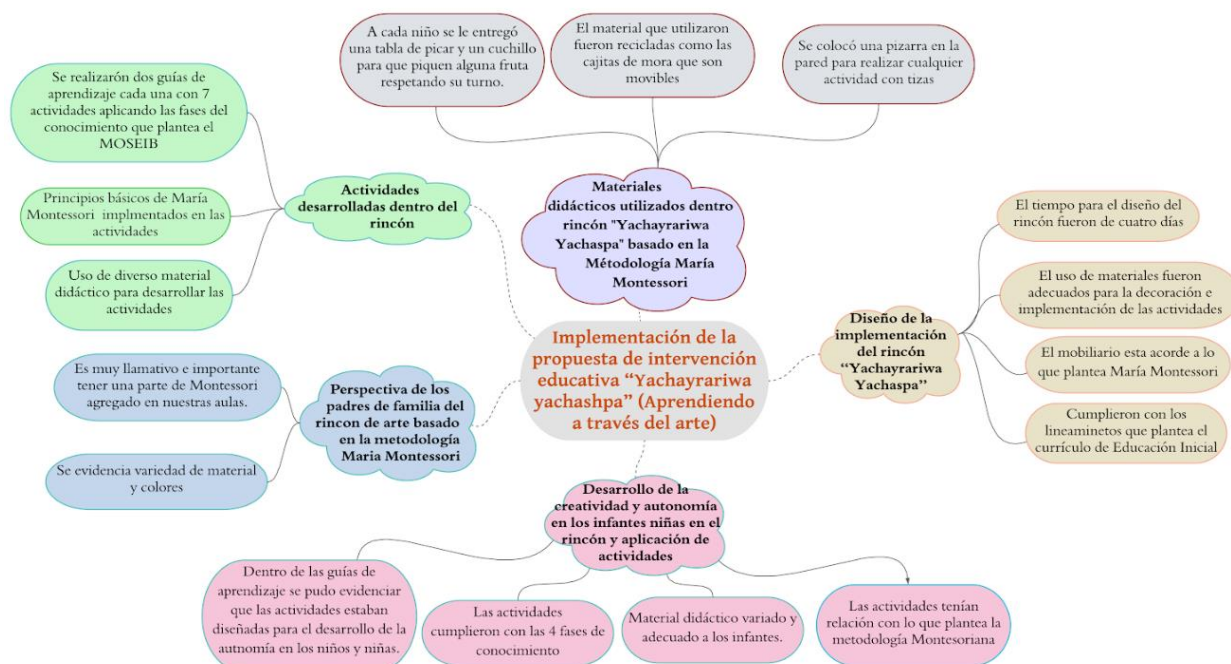 A cada niño se le entregó
una tabla de picar y un cuchillo
para que piquen alguna fruta
respetando su turno.
El material que utilizaron
fueron recicladas como las
cajitas de mora que son
movibles
Se colocó una pizarra en la
pared para realizar cualquier
actividad con tizas
Se realizarón dos guías de
aprendizaje cada una con 7
actividades aplicando las fases del
conocimiento que plantea el
MOSEIB
Principios básicos de María
Montessori implmentados en las
actividades
Uso de diverso material
didáctico para desarrollar las
actividades
Actividades
desarrolladas dentro del
rincón
Materiales
didácticos utilizados dentro
rincón "Yachayrariwa
Yachaspa" basado en la
Métodología María
Montessori
El tiempo para el diseño del
rincón fueron de cuatro días
El uso de materiales fueron
adecuados para la decoración e
implementación de las actividades
El mobiliario esta acorde a lo
que plantea María Montessori
Cumplieron con los
lineaminetos que plantea el
currículo de Educación Inicial
Diseño de la
implementación
del rincón
“Yachayrariwa
Yachaspa”
Implementación de la
propuesta de intervención
educativa “Yachayrariwa
yachashpa” (Aprendiendo
a través del arte)
Es muy llamativo e importante
tener una parte de Montessori
agregado en nuestras aulas.
Se evidencia variedad de material
y colores
Perspectiva de los
padres de familia del
rincon de arte basado
en la metodología
Maria Montessori
Desarrollo de la
creatividad y autonomía
en los infantes niñas en el
rincón y aplicación de
actividades
Dentro de las guías de
aprendizaje se pudo evidenciar
que las actividades estaban
diseñadas para el desarrollo de la
autnomía en los niños y niñas.
Las actividades
cumplieron con las 4 fases de
conocimiento
Material didáctico variado y
adecuado a los infantes.
Las actividades tenían
relación con lo que plantea la
metodología Montesoriana